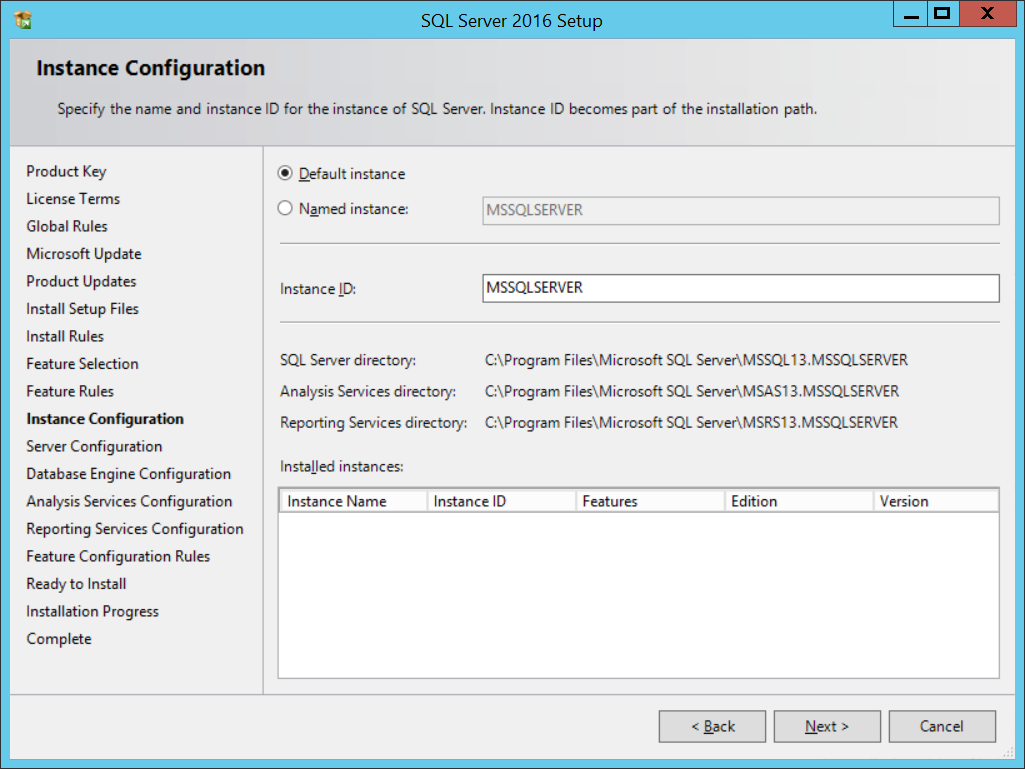 SQL Server 2016 Setup
Instance Configuration
Specify the name and instance ID for the instance of SQL Server. Instance ID becomes part of the installation path.
Product Key
License Terms
Global Rules
Microsoft Update
Product Updates
Install Setup Files
Install Rules
Feature Selection
Feature Rules
Instance Configuration
Server Configuration
Database Engine Configuration
Analysis Services Configuration
Reporting Services Configuration
Feature Configuration Rules
Ready to Install
Installation Progress
Complete
Default instance
Named instance: MSSQLSERVER
Instance ID: MSSQLSERVER
SQL Server directory: C:\Program Files\Microsoft SQL Server\MSSQL13.MSSQLSERVER
Analysis Services directory: C:\Program Files\Microsoft SQL Server\MSAS13.MSSQLSERVER
Reporting Services directory: C:\Program Files\Microsoft SQL Server\MSRS13.MSSQLSERVER
Installed instances:
Instance Name Instance ID Features Edition Version
< Back Next > Cancel